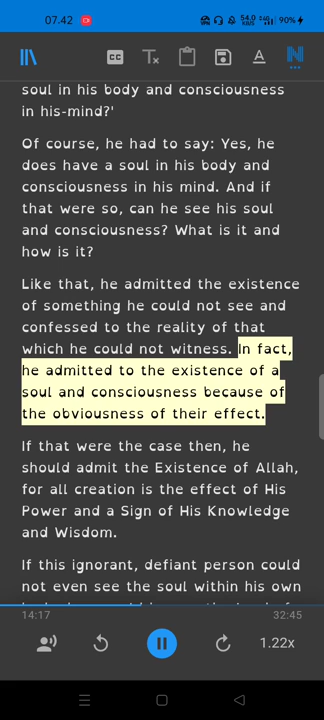 07.42
54.0
KB/S
90%
CC
soul in his body and consciousness
in his-mind?'
Of course, he had to say: Yes, he
does have a soul in his body and
consciousness in his mind. And if
that were so, can he see his soul
and consciousness? What is it and
how is it?
Like that, he admitted the existence
of something he could not see and
confessed to the reality of that
which he could not witness. In fact,
he admitted to the existence of a
soul and consciousness because of
the obviousness of their effect.
If that were the case then, he
should admit the Existence of Allah,
for all creation is the effect of His
Power and a Sign of His Knowledge
and Wisdom.
If this ignorant, defiant person could
not even see the soul within his own
14:17
32:45
1.22x